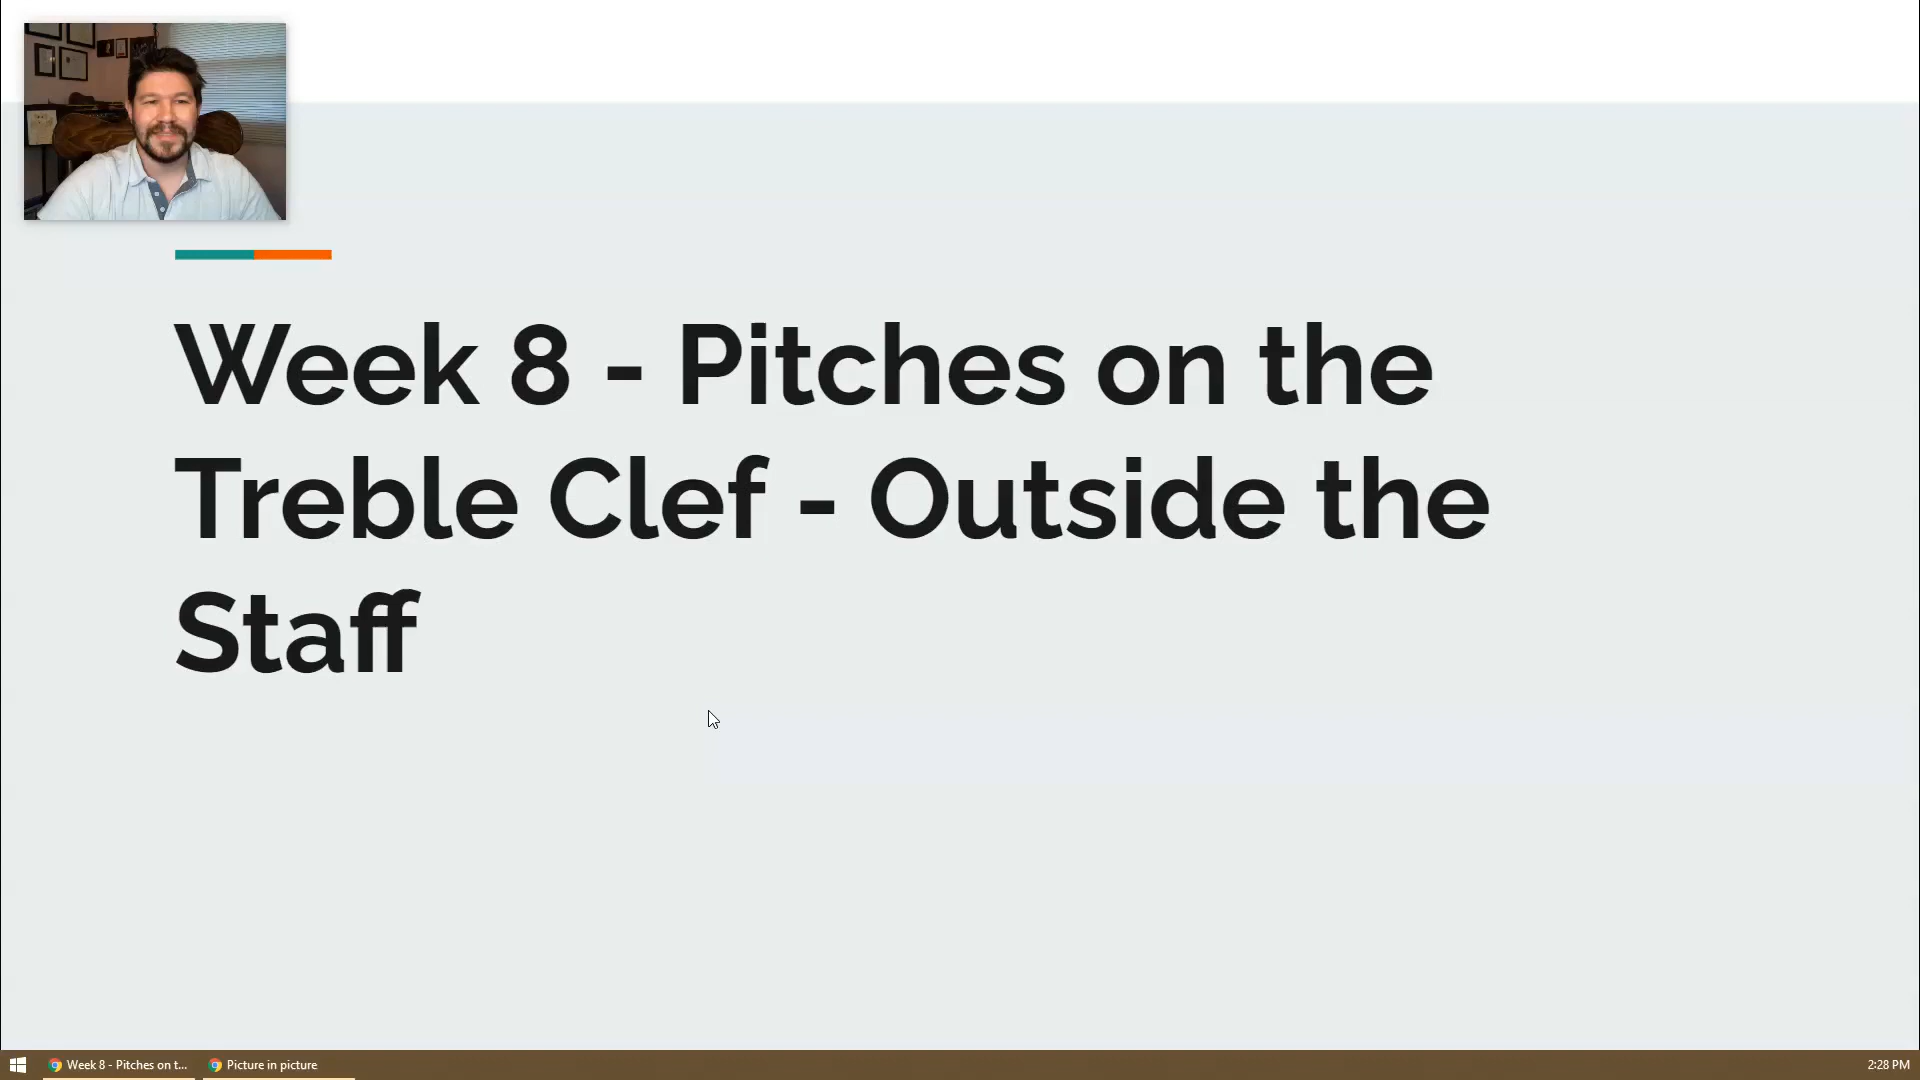 Week 8 - Pitches on the
Treble Clef - Outside the
Staff
Week 8 - Pitches on t...
Picture in picture
2:28 PM